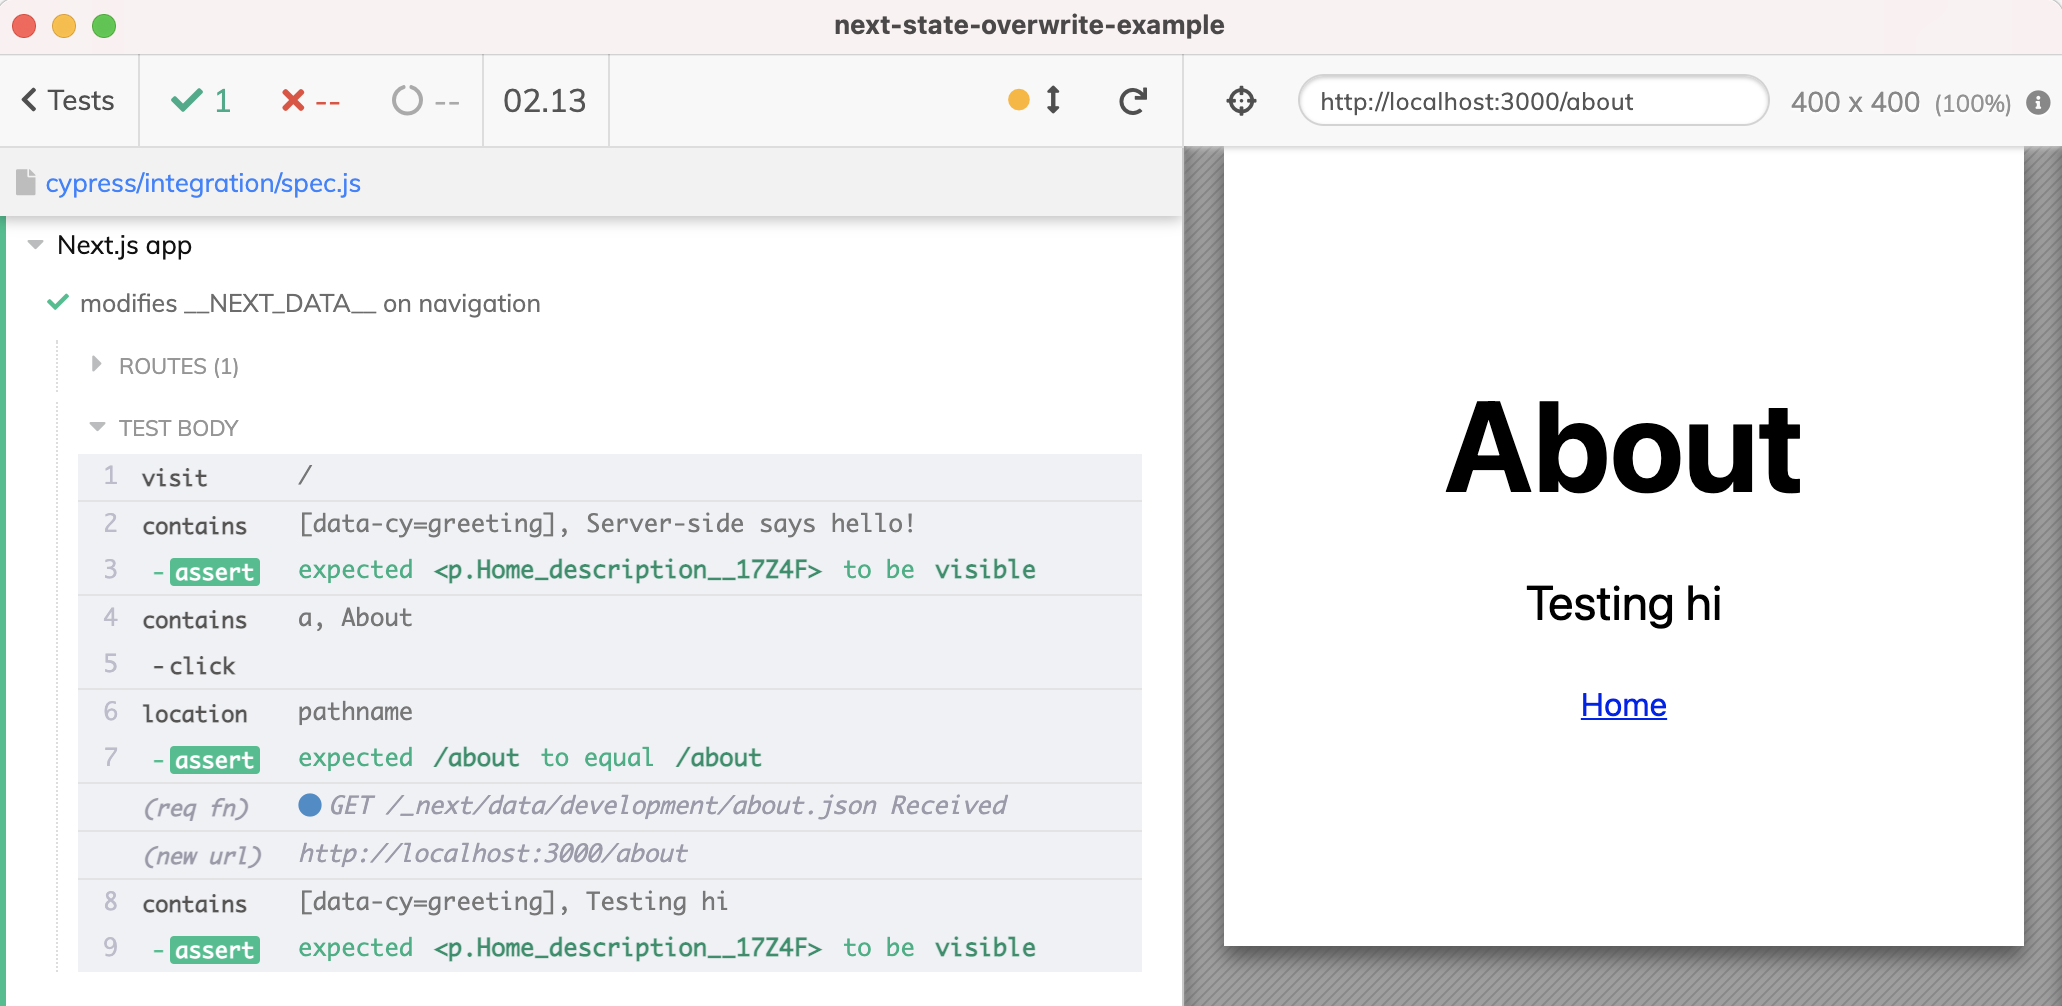 next-state-overwrite-example
Tests 1 -- -- 02.13
http://localhost:3000/about 400 x 400 (100%)
cypress/integration/spec.js
Next.js app
modifies __NEXT_DATA__ on navigation
ROUTES (1)
TEST BODY
1 visit /
2 contains [data-cy=greeting], Server-side says hello!
3 -assert expected <p.Home_description__17Z4F> to be visible
4 contains a, About
5 -click
6 location pathname
7 -assert expected /about to equal /about
(req fn) GET /_next/data/development/about.json Received
(new url) http://localhost:3000/about
8 contains [data-cy=greeting], Testing hi
9 -assert expected <p.Home_description__17Z4F> to be visible
About
Testing hi
Home